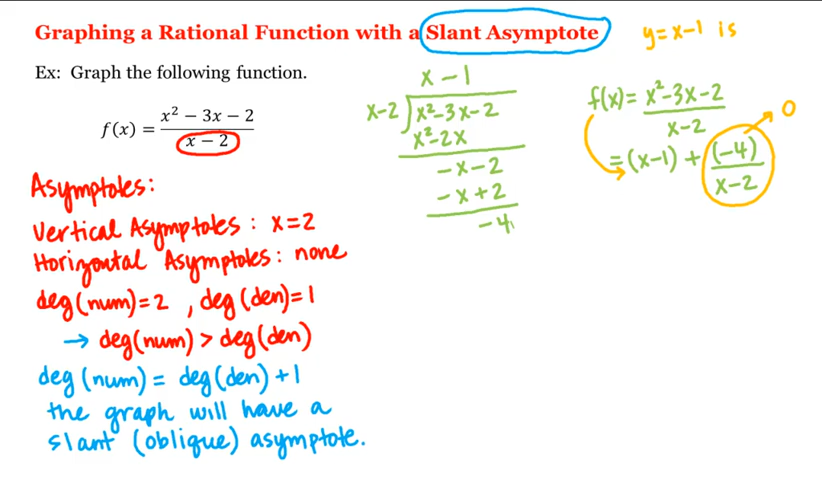 Graphing a Rational Function with a Slant Asymptote
y = x - 1 is
Ex: Graph the following function.
f(x) = x² − 3x − 2
x − 2
Asymptotes:
Vertical Asymptotes: x = 2
Horizontal Asymptotes: none
deg(num) = 2, deg(den) = 1
→ deg(num) > deg(den)
deg(num) = deg(den) + 1
the graph will have a
slant (oblique) asymptote.
x - 1
x-2 ) x² - 3x - 2
x² - 2x
- x - 2
- x + 2
- 4
f(x) = x² - 3x - 2
x - 2
0
= (x-1) + (-4)
x - 2